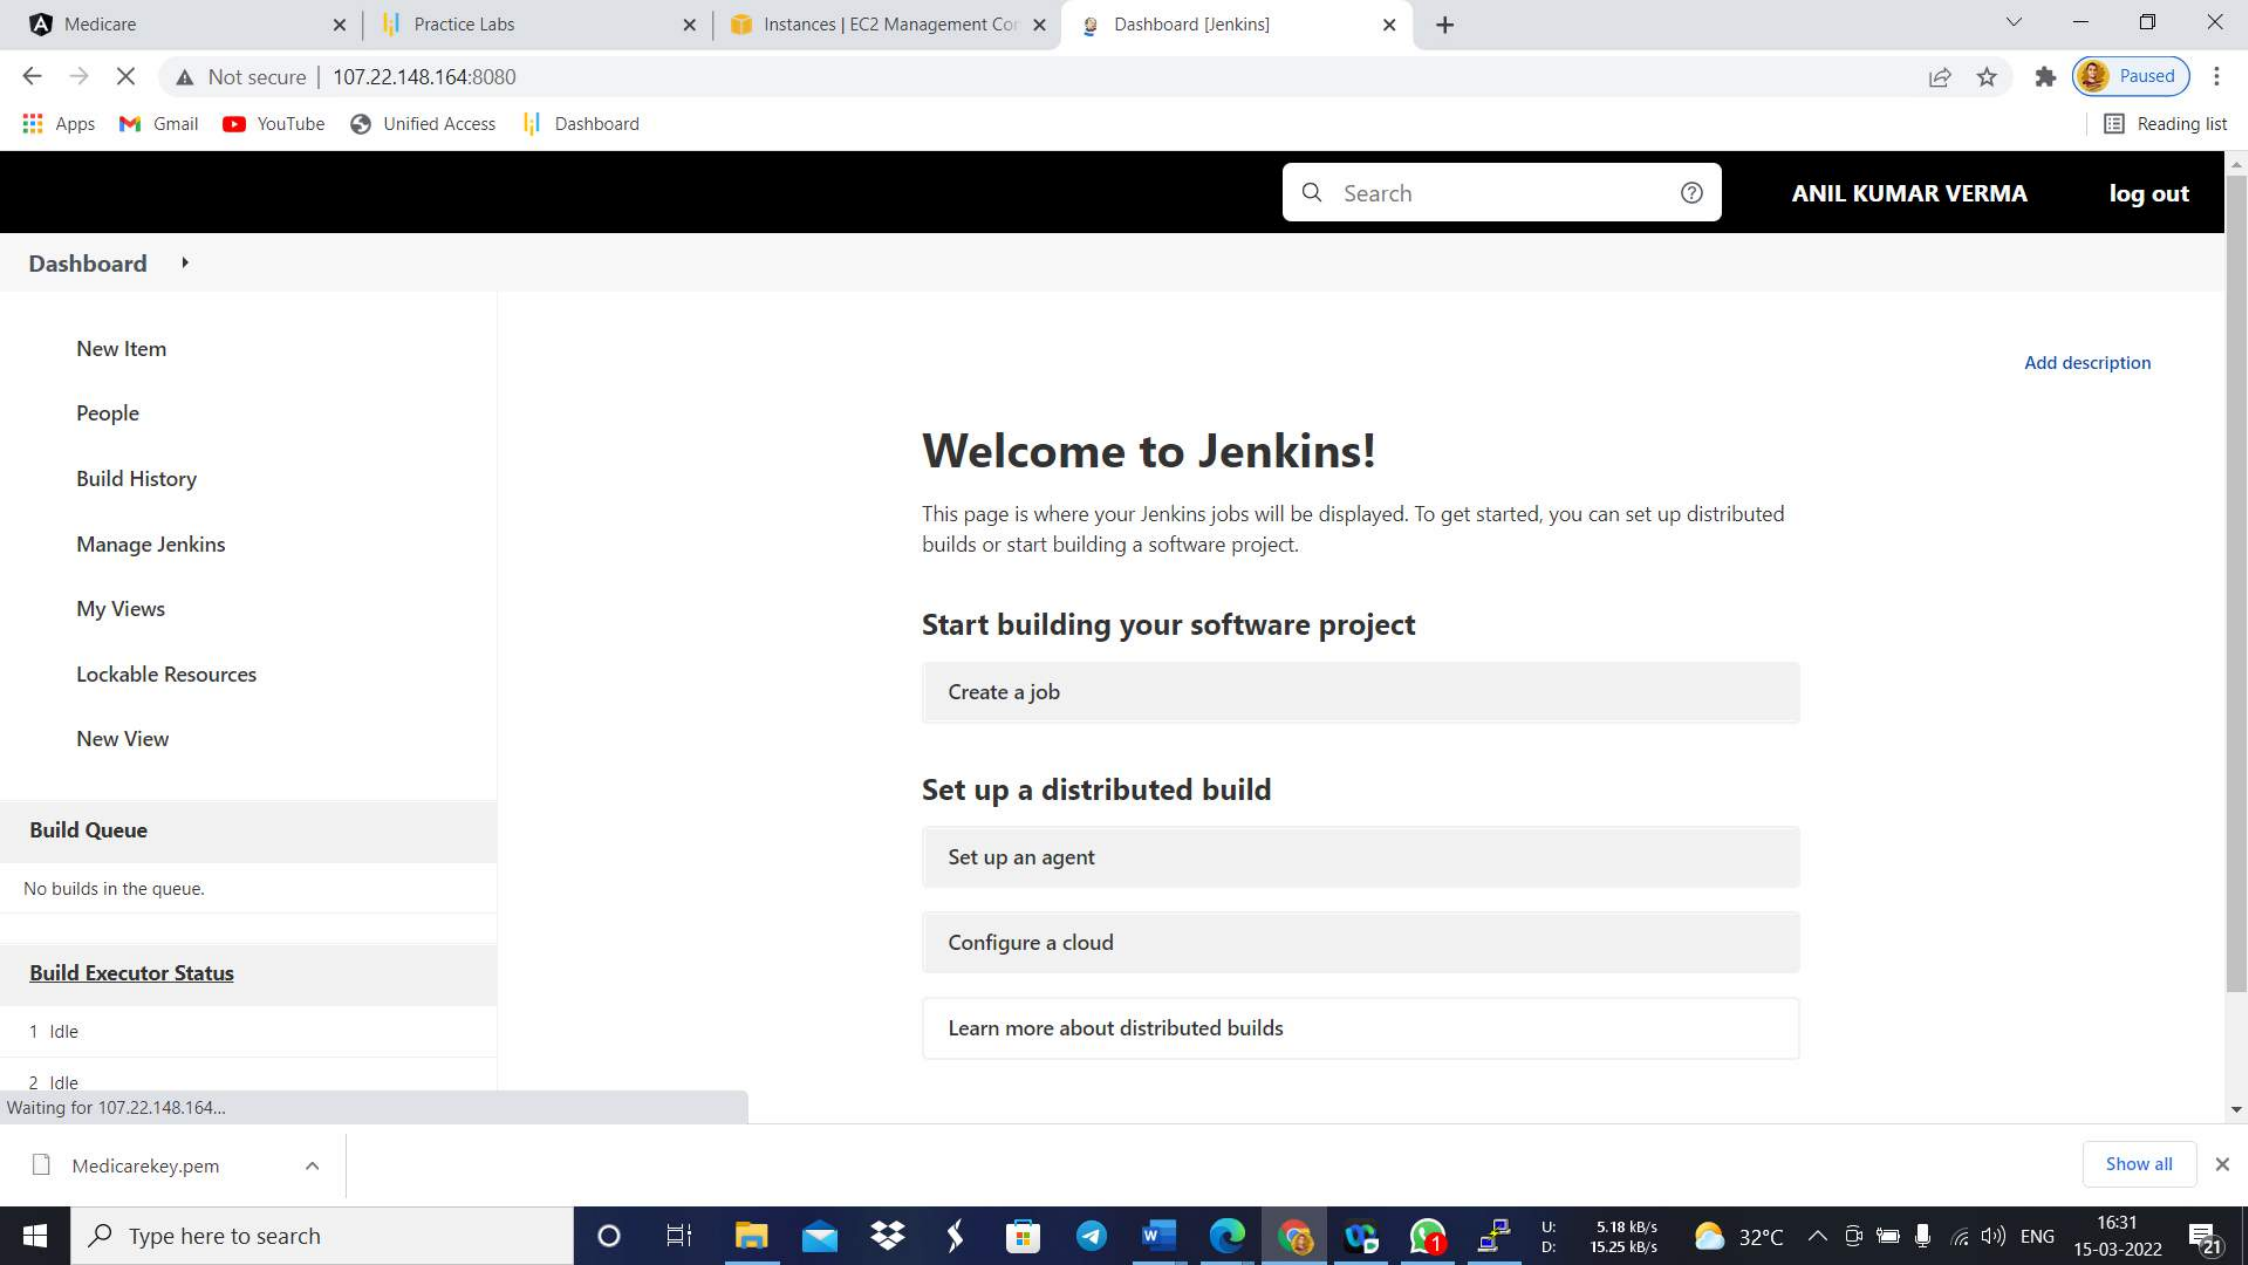 Medicare
Practice Labs
Instances | EC2 Management Con
Dashboard [Jenkins]
Not secure | 107.22.148.164:8080
Paused
Apps
Gmail
YouTube
Unified Access
Dashboard
Reading list
Search
ANIL KUMAR VERMA
log out
Dashboard
New Item
People
Build History
Manage Jenkins
My Views
Lockable Resources
New View
Build Queue
No builds in the queue.
Build Executor Status
1 Idle
2 Idle
Add description
Welcome to Jenkins!
This page is where your Jenkins jobs will be displayed. To get started, you can set up distributed
builds or start building a software project.
Start building your software project
Create a job
Set up a distributed build
Set up an agent
Configure a cloud
Learn more about distributed builds
Waiting for 107.22.148.164...
Medicarekey.pem
Show all
Type here to search
U: 5.18 kB/s
D: 15.25 kB/s
32°C
ENG
16:31
15-03-2022
21
1